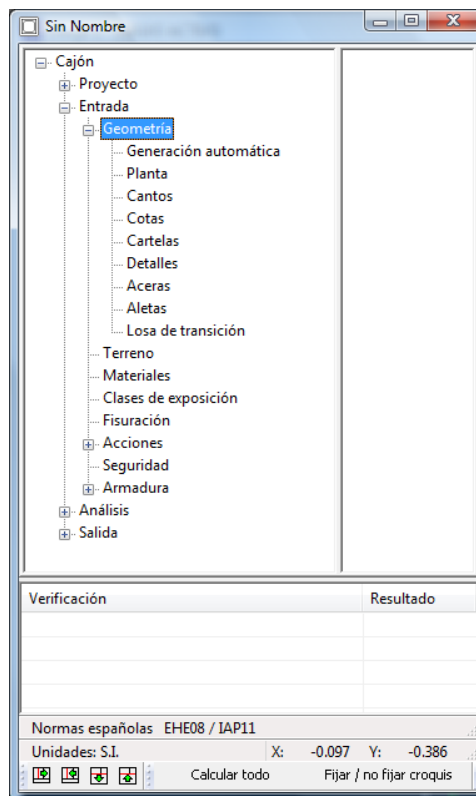 Sin Nombre
Cajón
Proyecto
Entrada
Geometría
Generación automática
Planta
Cantos
Cotas
Cartelas
Detalles
Aceras
Aletas
Losa de transición
Terreno
Materiales
Clases de exposición
Fisuración
Acciones
Seguridad
Armadura
Análisis
Salida
Verificación Resultado
Normas españolas EHE08 / IAP11
Unidades: S.I. X: -0.097 Y: -0.386
Calcular todo Fijar / no fijar croquis